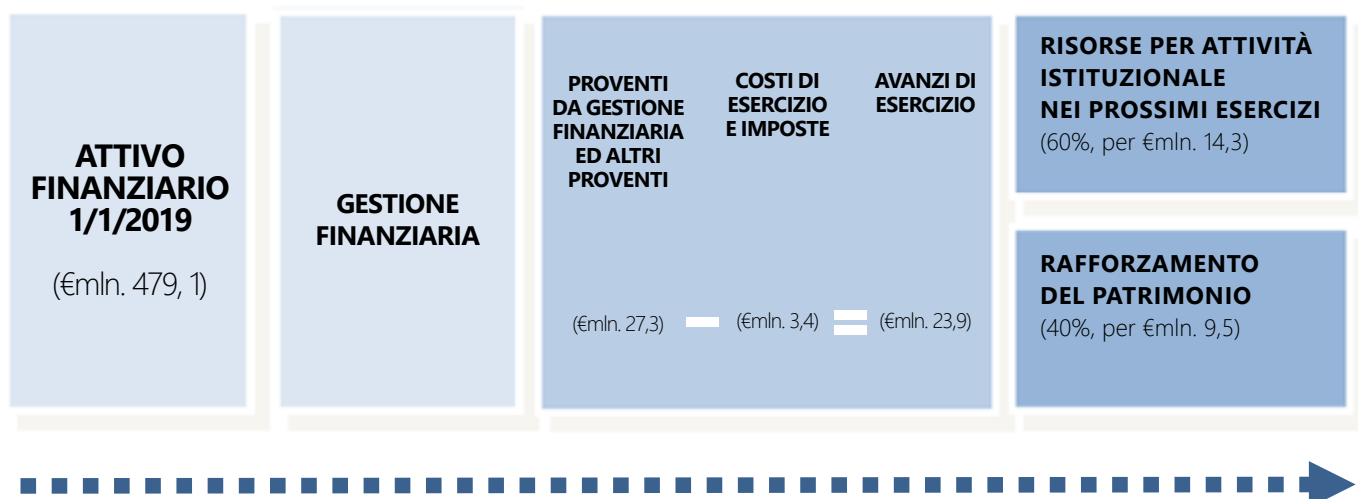 ATTIVO
FINANZIARIO
1/1/2019
(€mln. 479, 1)
GESTIONE
FINANZIARIA
PROVENTI
DA GESTIONE
FINANZIARIA
ED ALTRI
PROVENTI
(€mln. 27,3)
COSTI DI
ESERCIZIO
E IMPOSTE
(€mln. 3,4)
AVANZI DI
ESERCIZIO
(€mln. 23,9)
RISORSE PER ATTIVITÀ
ISTITUZIONALE
NEI PROSSIMI ESERCIZI
(60%, per €mln. 14,3)
RAFFORZAMENTO
DEL PATRIMONIO
(40%, per €mln. 9,5)